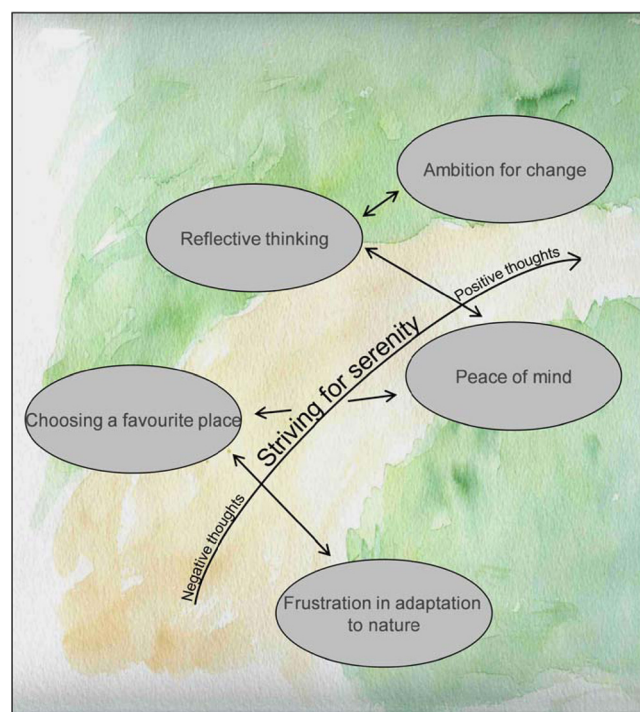 Ambition for change
Reflective thinking
Positive thoughts
Striving for serenity
Peace of mind
Choosing a favourite place
Negative thoughts
Frustration in adaptation
to nature